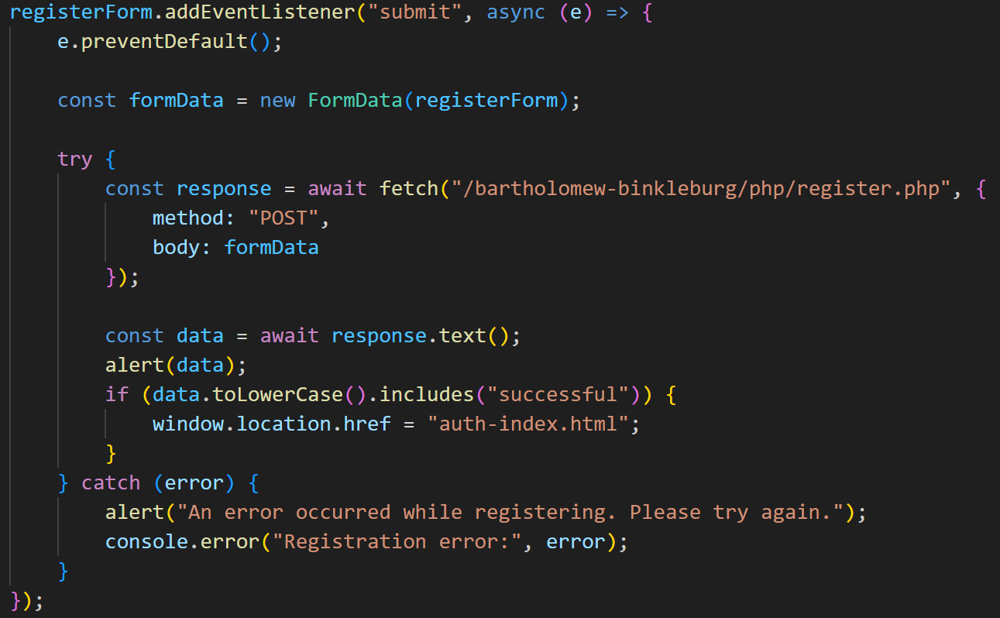 registerForm.addEventListener("submit", async (e) => {
    e.preventDefault();

    const formData = new FormData(registerForm);

    try {
        const response = await fetch("/bartholomew-binkleburg/php/register.php", {
            method: "POST",
            body: formData
        });

        const data = await response.text();
        alert(data);
        if (data.toLowerCase().includes("successful")) {
            window.location.href = "auth-index.html";
        }
    } catch (error) {
        alert("An error occurred while registering. Please try again.");
        console.error("Registration error:", error);
    }
});